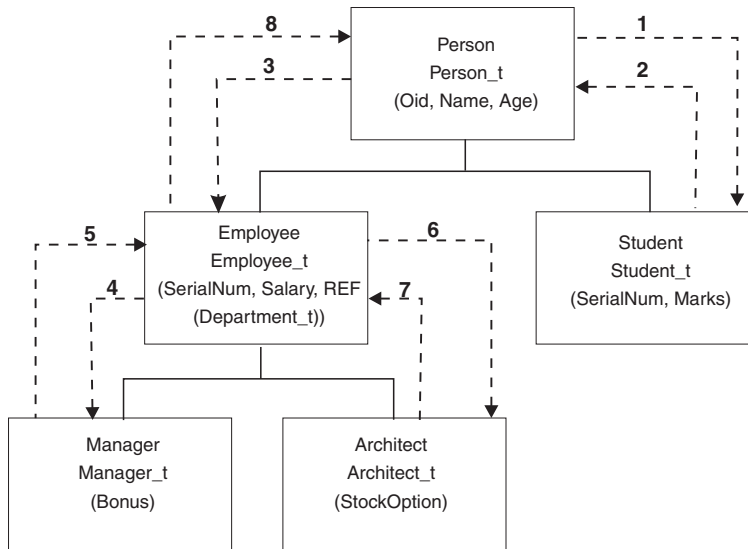 8
1
Person
3
2
Person_t
(Oid, Name, Age)
5
Employee
6
Student
Employee_t
Student_t
4
(SerialNum, Salary, REF
7
(SerialNum, Marks)
(Department_t))
Manager
Architect
Manager_t
Architect_t
(Bonus)
(StockOption)